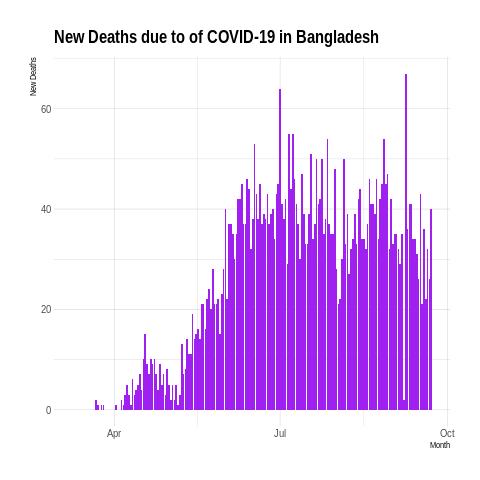 New Deaths due to of COVID-19 in Bangladesh
New Deaths
60
40
20
0
Apr
Jul
Oct
Month